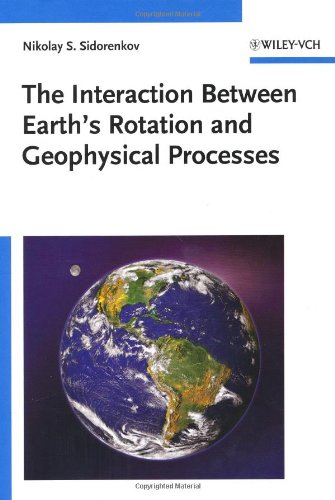 Nikolay S. Sidorenkov
WILEY-VCH
The Interaction Between
Earth's Rotation and
Geophysical Processes